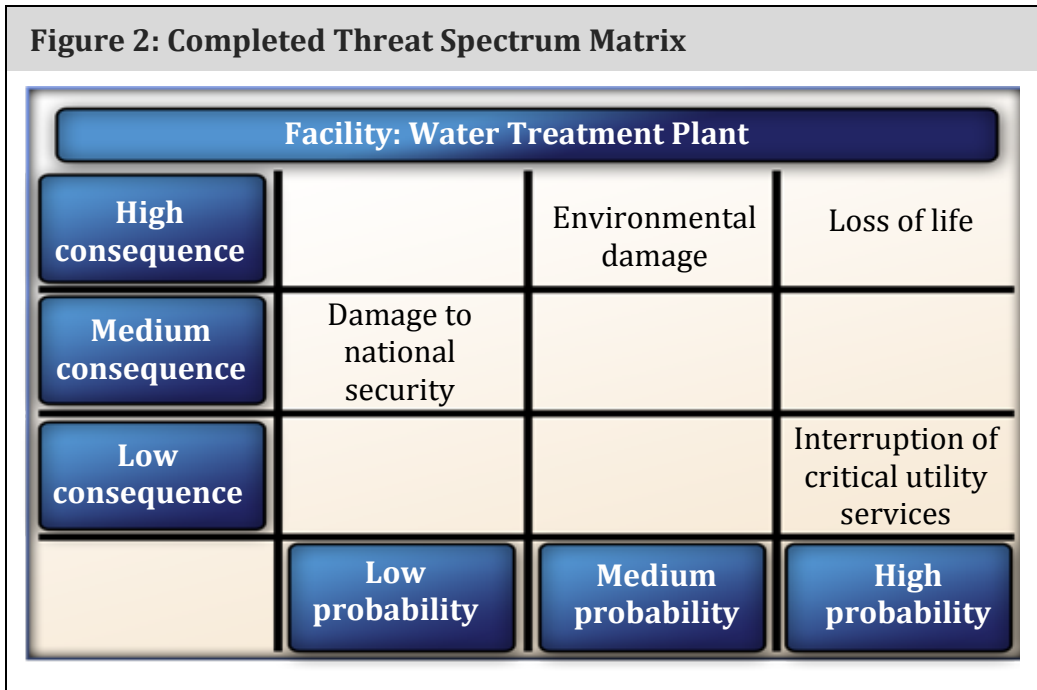 Figure 2: Completed Threat Spectrum Matrix
Facility: Water Treatment Plant
High
consequence
Environmental
damage
Loss of life
Medium
consequence
Damage to
national
security
Low
consequence
Interruption of
critical utility
services
Low
probability
Medium
probability
High
probability